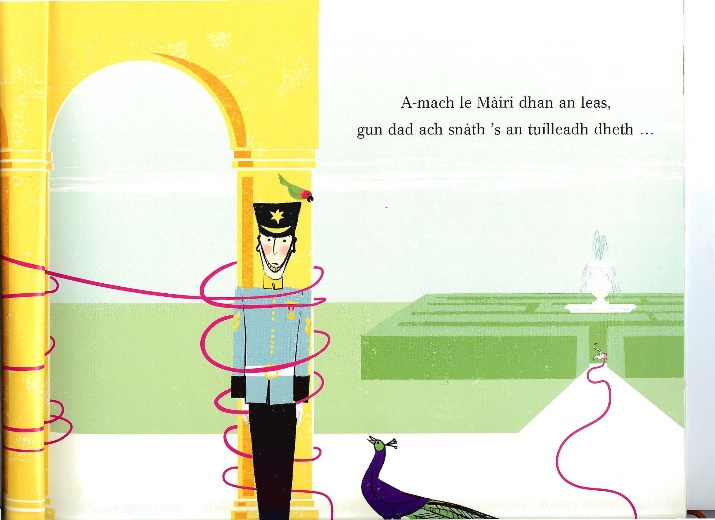 A-mach le Màiri dhan an leas,
gun dad ach snàth 's an tuilleadh dheth ...